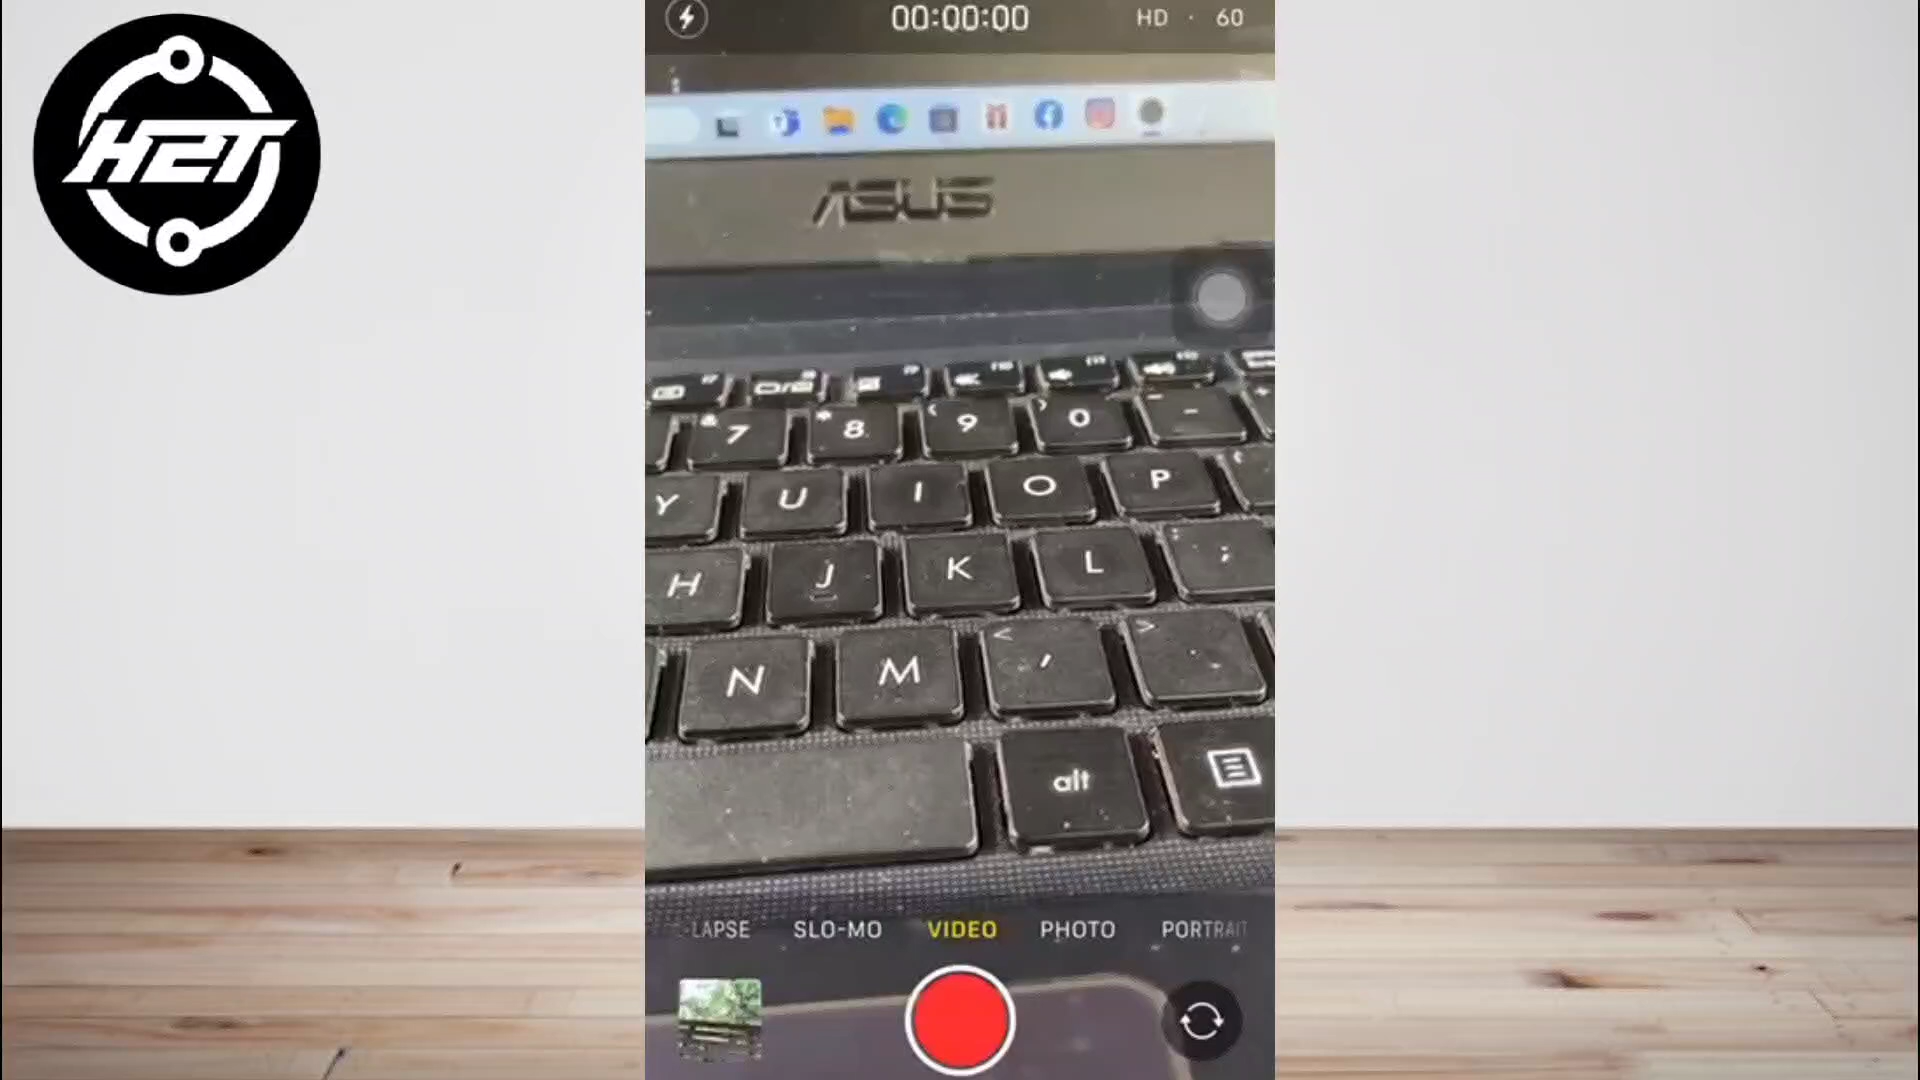 00:00:00
HD · 60
H2T
ASUS
7 8 9 0 -
Y U I O P
H J K L ;
N M < , > .
alt
-LAPSE SLO-MO VIDEO PHOTO PORTRAIT